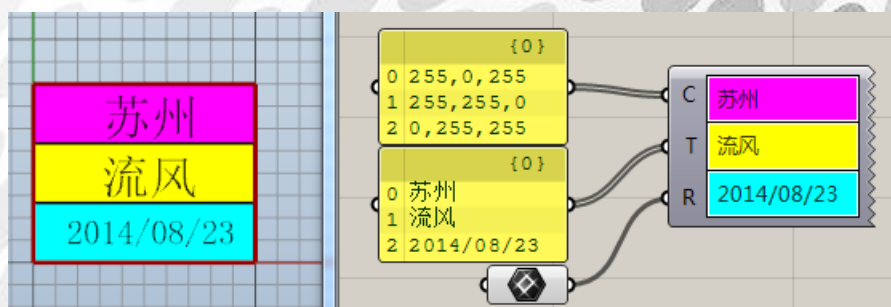 苏州
流风
2014/08/23
{0}
0 255,0,255
1 255,255,0
2 0,255,255
{0}
0 苏州
1 流风
2 2014/08/23
C 苏州
T 流风
R 2014/08/23